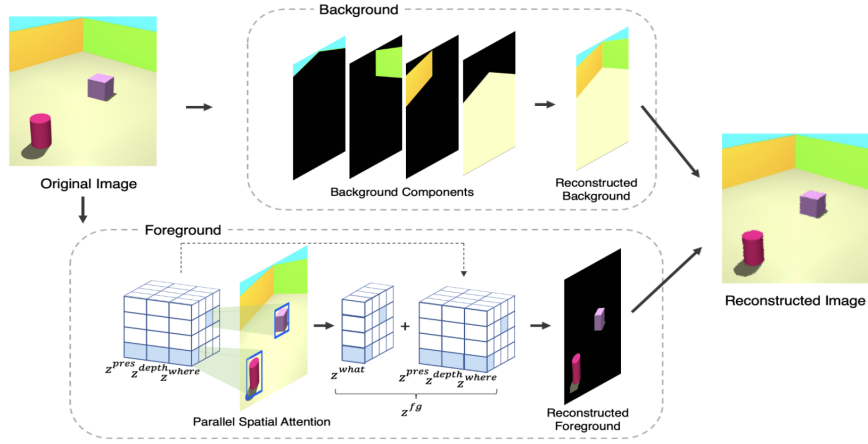 Background
Original Image
Background Components
Reconstructed
Background
Foreground
z^pres z^depth z^where
Parallel Spatial Attention
z^what
+
z^pres z^depth z^where
z^fg
Reconstructed
Foreground
Reconstructed Image